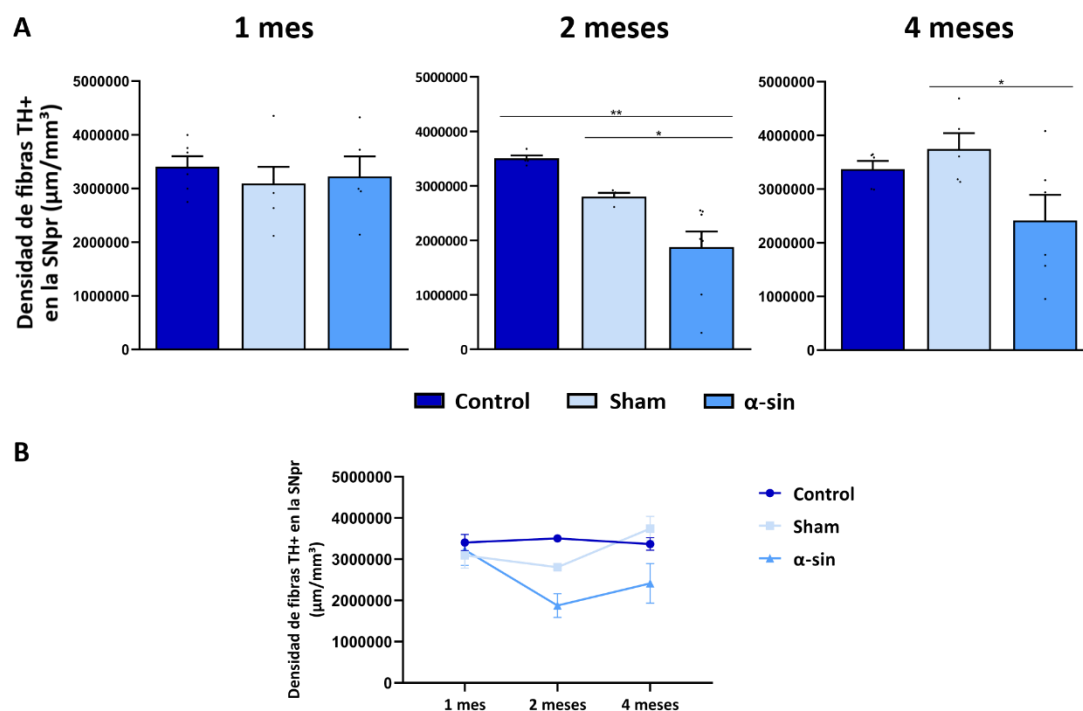 A
1 mes
2 meses
4 meses
Densidad de fibras TH+
en la SNpr (µm/mm³)
5000000
4000000
3000000
2000000
1000000
0
5000000
4000000
3000000
2000000
1000000
0
**
*
5000000
4000000
3000000
2000000
1000000
0
*
Control
Sham
α-sin
B
Densidad de fibras TH+ en la SNpr
(µm/mm³)
5000000
4000000
3000000
2000000
1000000
0
1 mes
2 meses
4 meses
Control
Sham
α-sin